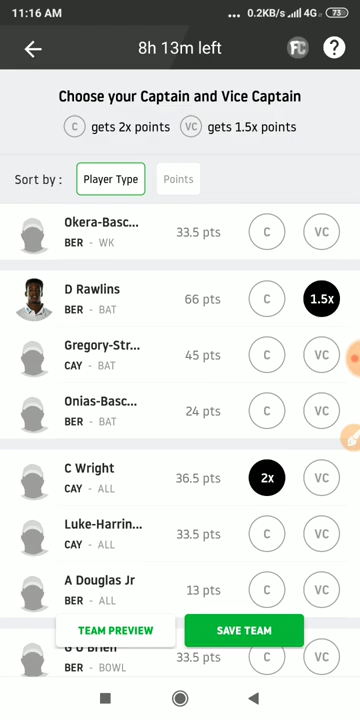 11:16 AM ... 0.2KB/s 4G 73
8h 13m left FC ?
Choose your Captain and Vice Captain
C gets 2x points VC gets 1.5x points
Sort by : Player Type Points
Okera-Basc...
BER - WK 33.5 pts C VC
D Rawlins
BER - BAT 66 pts C 1.5x
Gregory-Str...
CAY - BAT 45 pts C VC
Onias-Basc...
BER - BAT 24 pts C VC
C Wright
CAY - ALL 36.5 pts 2x VC
Luke-Harrin...
CAY - ALL 33.5 pts C VC
A Douglas Jr
BER - ALL 13 pts C VC
TEAM PREVIEW SAVE TEAM
G O Brien
BER - BOWL 33.5 pts C VC